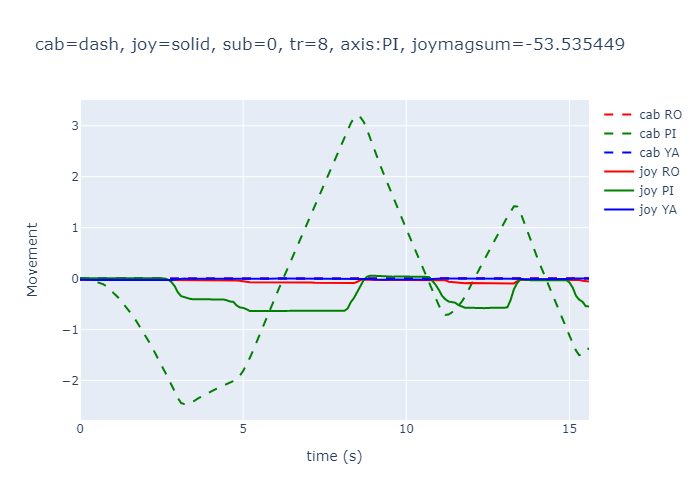 cab=dash, joy=solid, sub=0, tr=8, axis:PI, joymagsum=-53.535449
cab RO
cab PI
cab YA
joy RO
joy PI
joy YA
3
2
1
0
−1
−2
Movement
0
5
10
15
time (s)